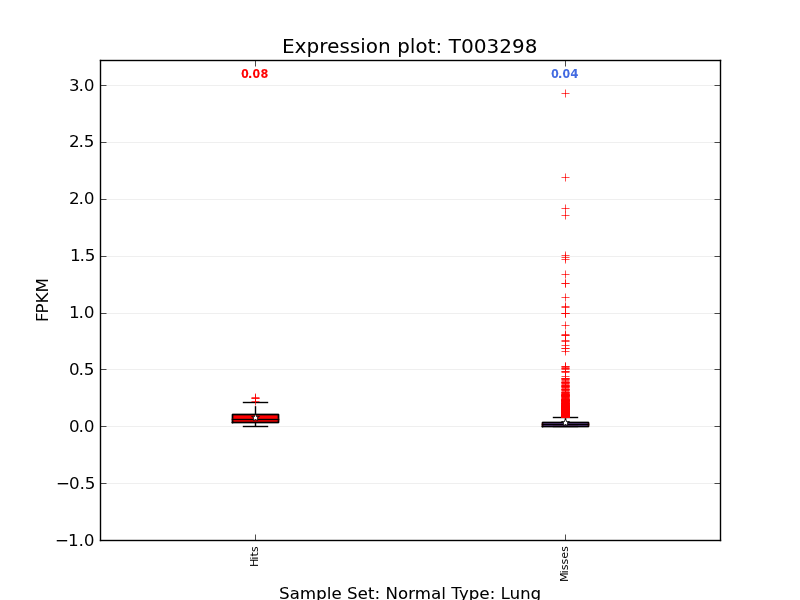 Expression plot: T003298
0.08
0.04
3.0
2.5
2.0
1.5
1.0
0.5
0.0
−0.5
−1.0
FPKM
Hits
Misses
Sample Set: Normal Type: Lung